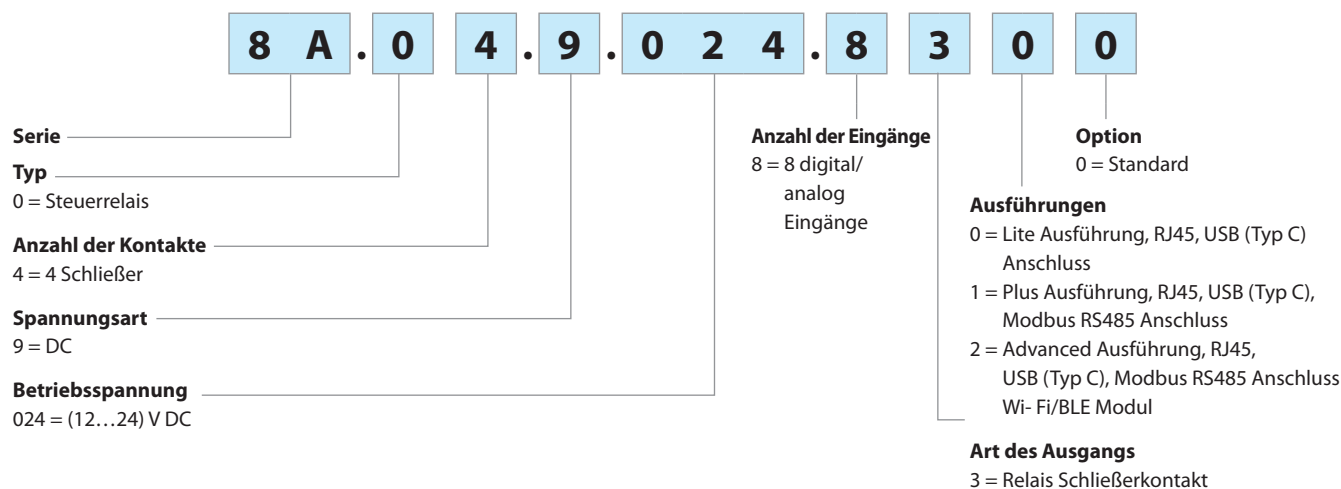 8 A . 0 4 . 9 . 0 2 4 . 8 3 0 0
Serie
Typ
0 = Steuerrelais
Anzahl der Kontakte
4 = 4 Schließer
Spannungsart
9 = DC
Betriebsspannung
024 = (12…24) V DC
Anzahl der Eingänge
8 = 8 digital/
analog
Eingänge
Option
0 = Standard
Ausführungen
0 = Lite Ausführung, RJ45, USB (Typ C)
Anschluss
1 = Plus Ausführung, RJ45, USB (Typ C),
Modbus RS485 Anschluss
2 = Advanced Ausführung, RJ45,
USB (Typ C), Modbus RS485 Anschluss
Wi- Fi/BLE Modul
Art des Ausgangs
3 = Relais Schließerkontakt